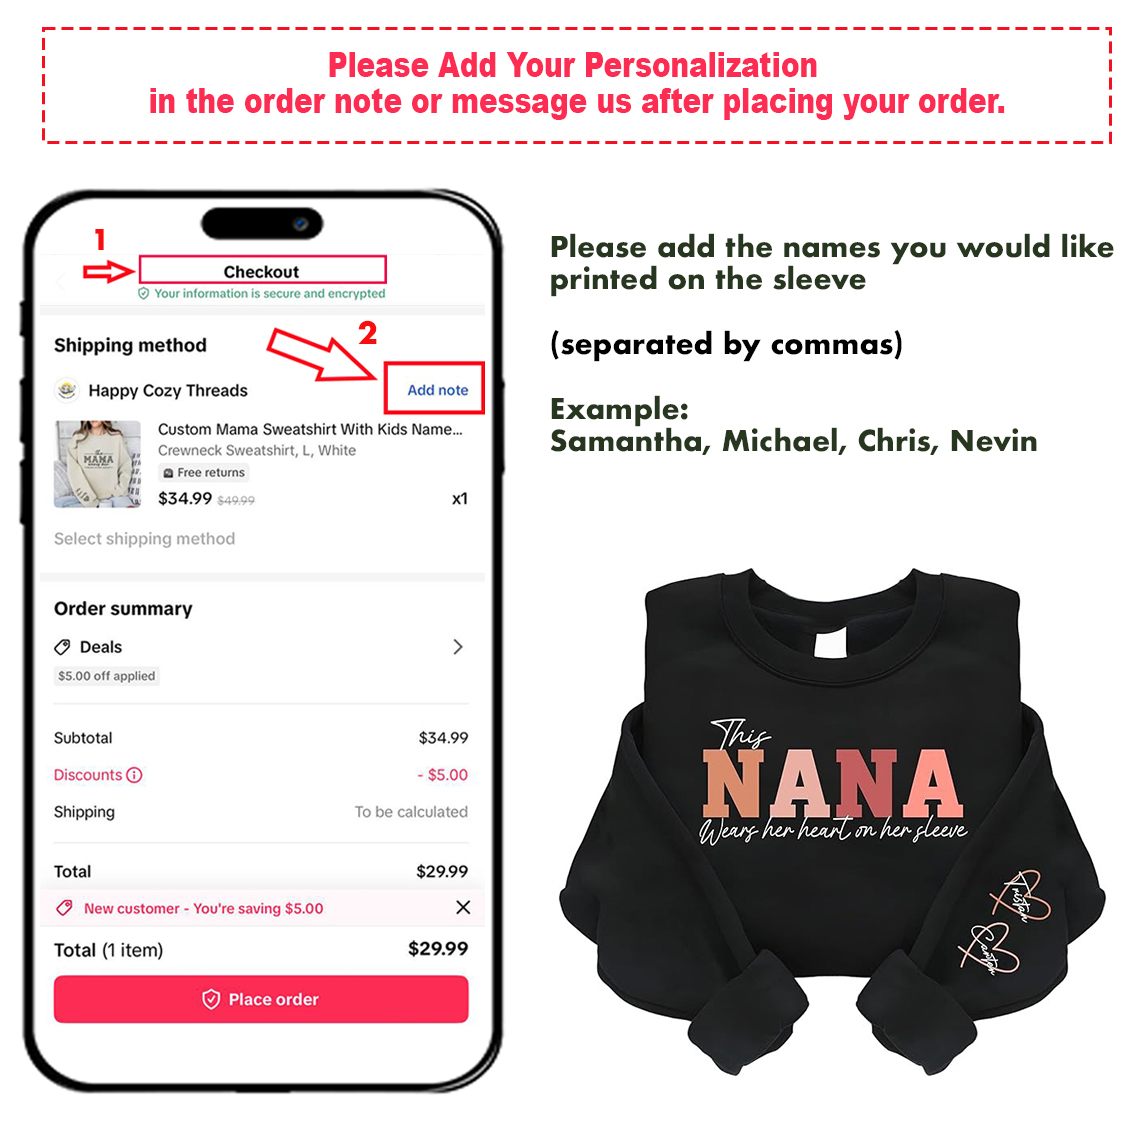 Please Add Your Personalization
in the order note or message us after placing your order.
1
Checkout
Your information is secure and encrypted
2
Shipping method
Happy Cozy Threads
Add note
Custom Mama Sweatshirt With Kids Name...
Crewneck Sweatshirt, L, White
Free returns
$34.99 $49.99
x1
MAMA
Select shipping method
Order summary
Deals
$5.00 off applied
Subtotal
$34.99
Discounts
- $5.00
Shipping
To be calculated
Total
$29.99
New customer - You're saving $5.00
Total (1 item)
$29.99
Place order
Please add the names you would like
printed on the sleeve
(separated by commas)
Example:
Samantha, Michael, Chris, Nevin
This
NANA
Wears her heart on her sleeve
Tristan